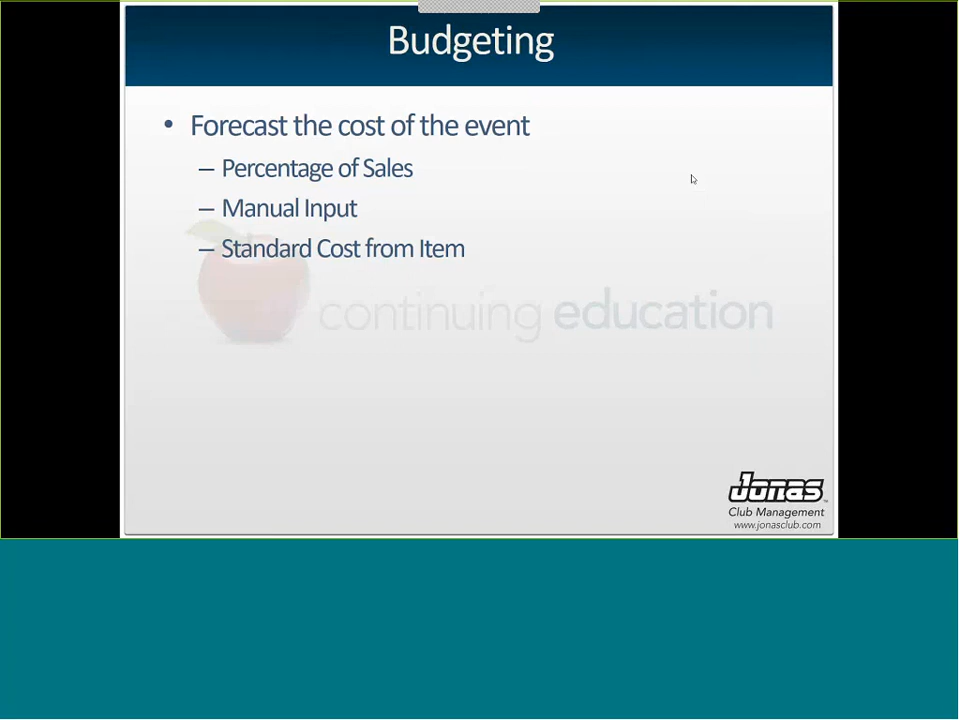 Budgeting
• Forecast the cost of the event
– Percentage of Sales
– Manual Input
– Standard Cost from Item
continuing education
Jonas
Club Management
www.jonasclub.com